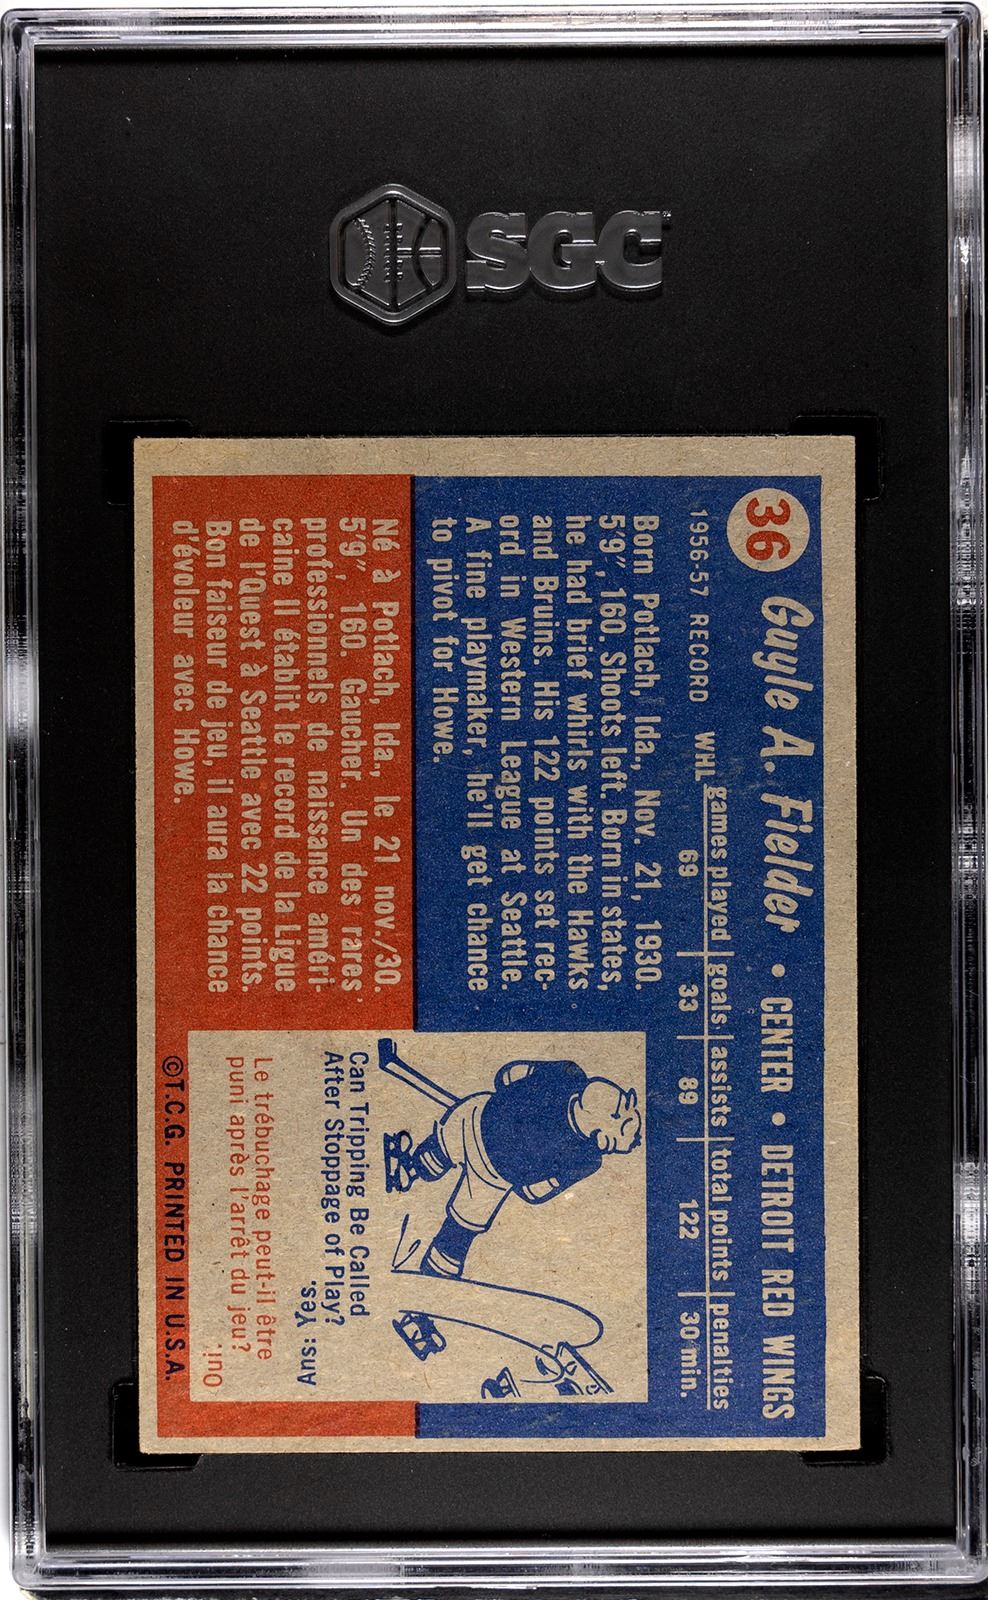 SGC
36 Guyle A. Fielder • CENTER • DETROIT RED WINGS
games played goals assists total points penalties
1956-57 RECORD WHL 69 33 89 122 30 min.
Born Potlach, Ida., Nov. 21, 1930.
5'9", 160. Shoots left. Born in states,
he had brief whirls with the Hawks
and Bruins. His 122 points set rec-
ord in Western League at Seattle.
A fine playmaker, he'll get chance
to pivot for Howe.
Né à Potlach, Ida., le 21 nov./30.
5'9", 160. Gaucher. Un des rares
professionnels de naissance améri-
caine Il établit le record de la Ligue
de l'Quest à Seattle avec 22 points.
Bon faiseur de jeu, il aura la chance
d'évoleur avec Howe.
Can Tripping Be Called
After Stoppage of Play?
Ans: Yes.
Le trébuchage peut-il être
puni après l'arrêt du jeu?
Oui.
©T.C.G. PRINTED IN U.S.A.